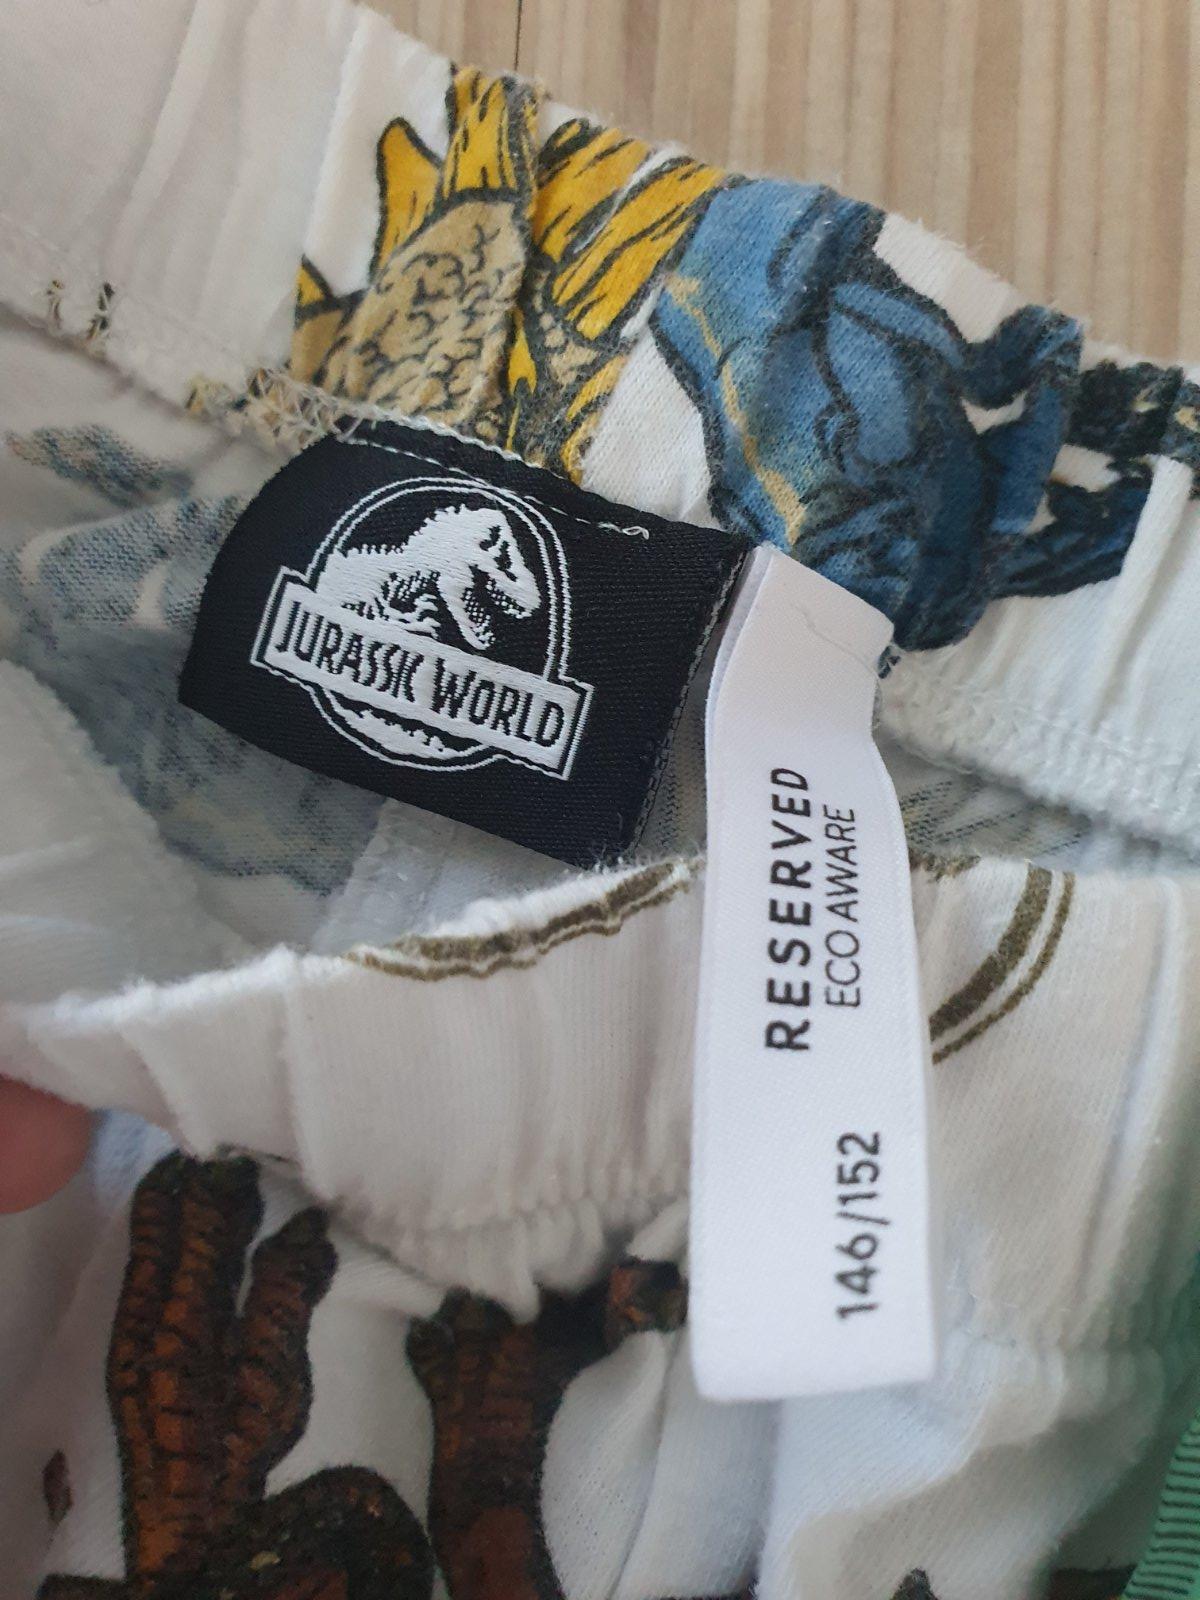 JURASSIC WORLD
RESERVED
ECO AWARE
146/152